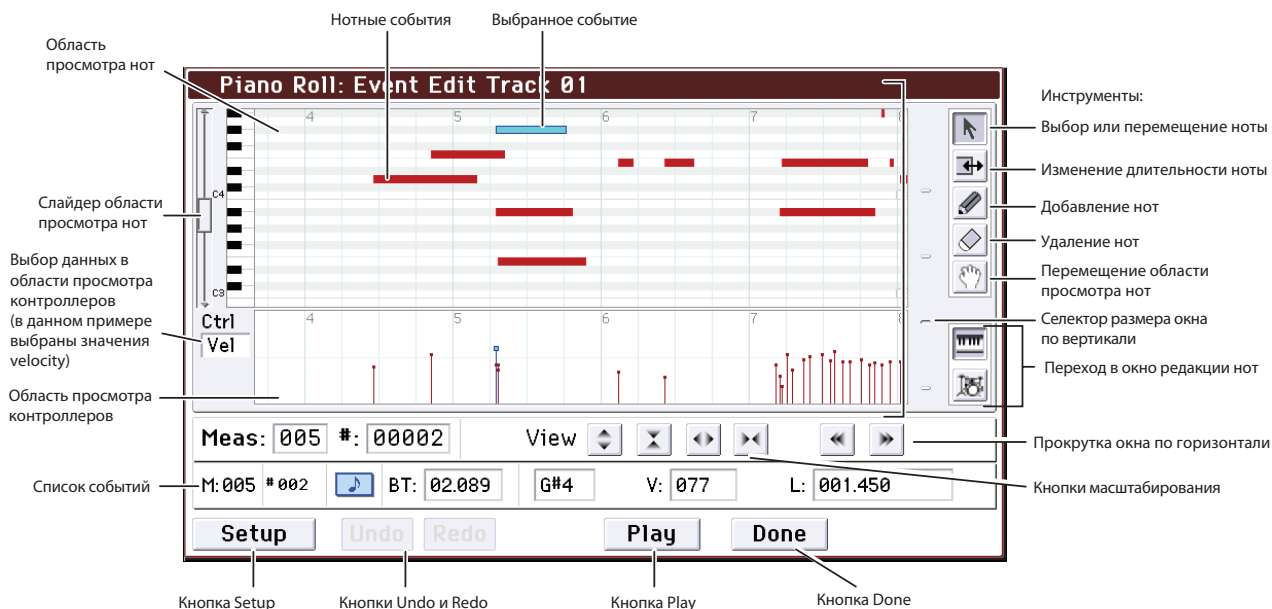 Нотные события
Выбранное событие
Область
просмотра нот
Piano Roll: Event Edit Track 01
Инструменты:
4 5 6 7 8
Выбор или перемещение ноты
Изменение длительности ноты
C4
Слайдер области
просмотра нот
Добавление нот
Удаление нот
Выбор данных в
области просмотра
контроллеров
(в данном примере
выбраны значения
velocity)
Перемещение области
просмотра нот
C3
Ctrl
4 5 6 7 8
Vel
Селектор размера окна
по вертикали
Переход в окно редакции нот
Область просмотра
контроллеров
Meas: 005 #: 00002 View
Прокрутка окна по горизонтали
Список событий
M:005 #002 BT: 02.089 G#4 V: 077 L: 001.450
Кнопки масштабирования
Setup Undo Redo Play Done
Кнопка Setup
Кнопки Undo и Redo
Кнопка Play
Кнопка Done